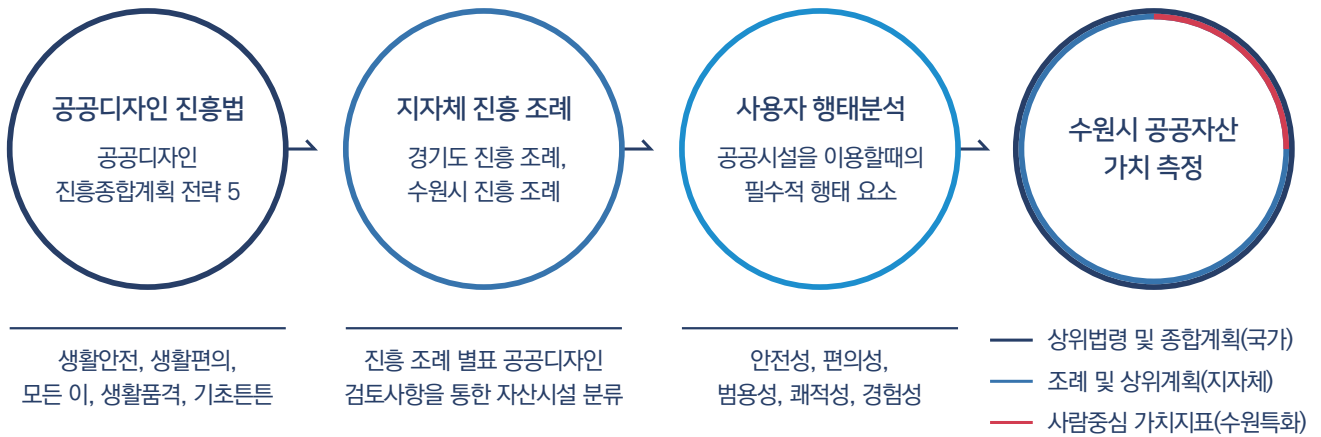 공공디자인 진흥법
공공디자인
진흥종합계획 전략 5
생활안전, 생활편의,
모든 이, 생활품격, 기초튼튼
지자체 진흥 조례
경기도 진흥 조례,
수원시 진흥 조례
진흥 조례 별표 공공디자인
검토사항을 통한 자산시설 분류
사용자 행태분석
공공시설을 이용할때의
필수적 행태 요소
안전성, 편의성,
범용성, 쾌적성, 경험성
수원시 공공자산
가치 측정
상위법령 및 종합계획(국가)
조례 및 상위계획(지자체)
사람중심 가치지표(수원특화)